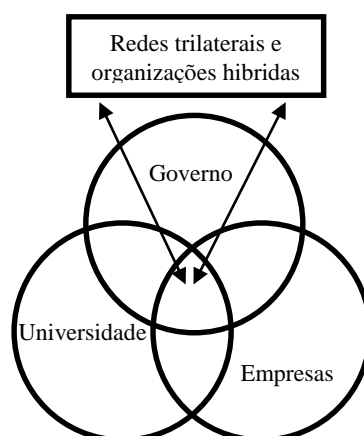 Redes trilaterais e
organizações hibridas
Governo
Universidade
Empresas